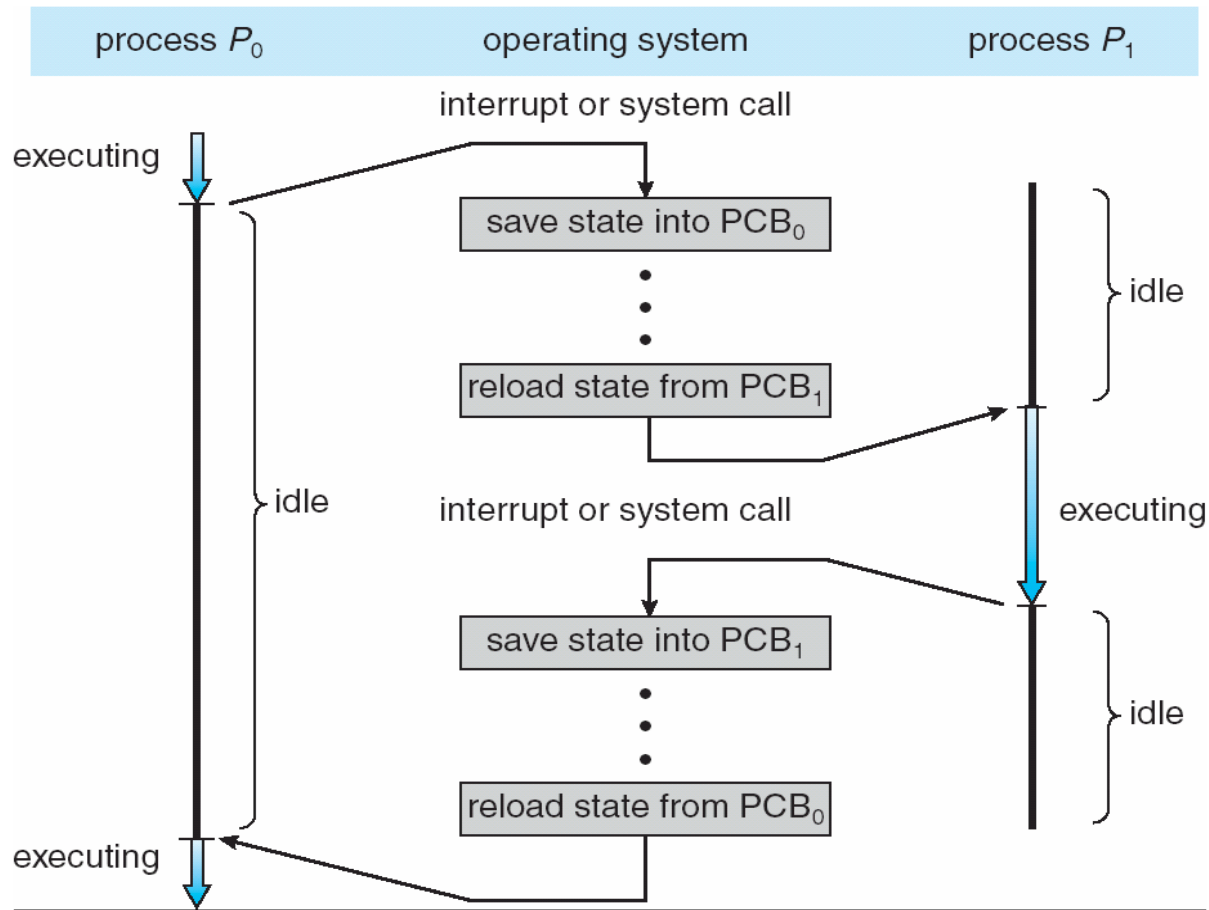 process P₀ operating system process P₁
interrupt or system call
executing
save state into PCB₀
idle
reload state from PCB₁
idle
interrupt or system call
executing
save state into PCB₁
idle
reload state from PCB₀
executing